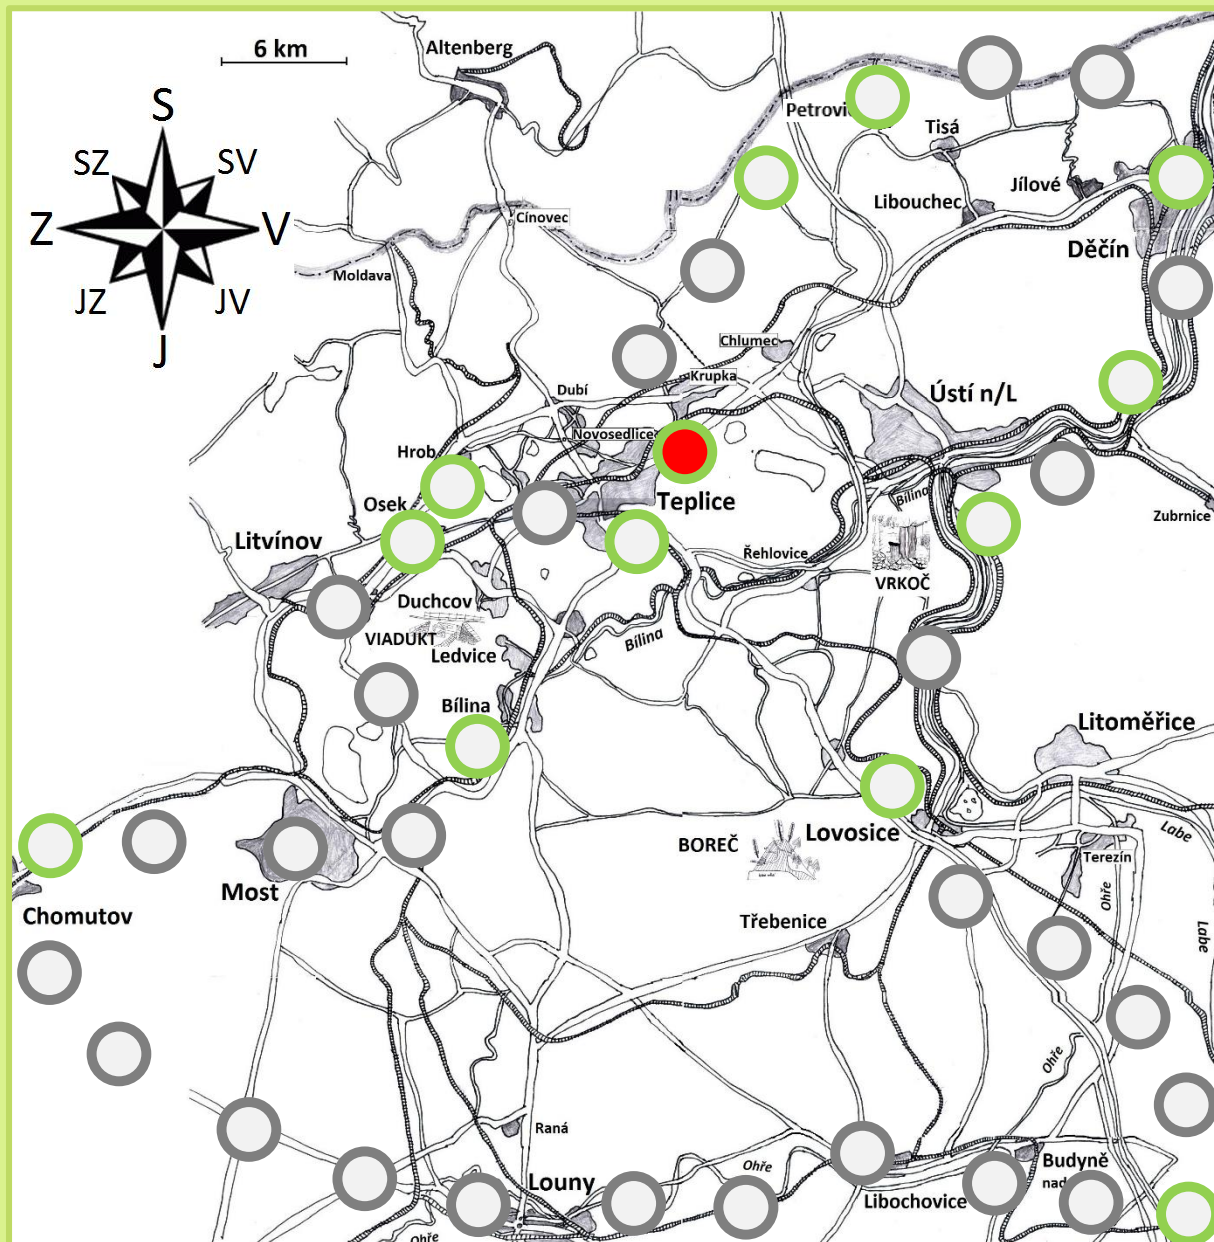 6 km
Altenberg
S
SZ
SV
Z
V
JZ
JV
J
Petrovi
Tisá
Jílové
Libouchec
Děčín
Cínovec
Moldava
Chlumec
Krupka
Dubí
Ústí n/L
Novosedlice
Hrob
Osek
Teplice
Bílina
Zubrnice
Litvínov
Řehlovice
VRKOČ
Duchcov
VIADUKT
Ledvice
Bílina
Bílina
Litoměřice
Lovosice
BOREČ
Labe
Terezín
Most
Chomutov
Třebenice
Ohře
Labe
Ohře
Raná
Louny
Ohře
Libochovice
Budyně
nad
Ohře